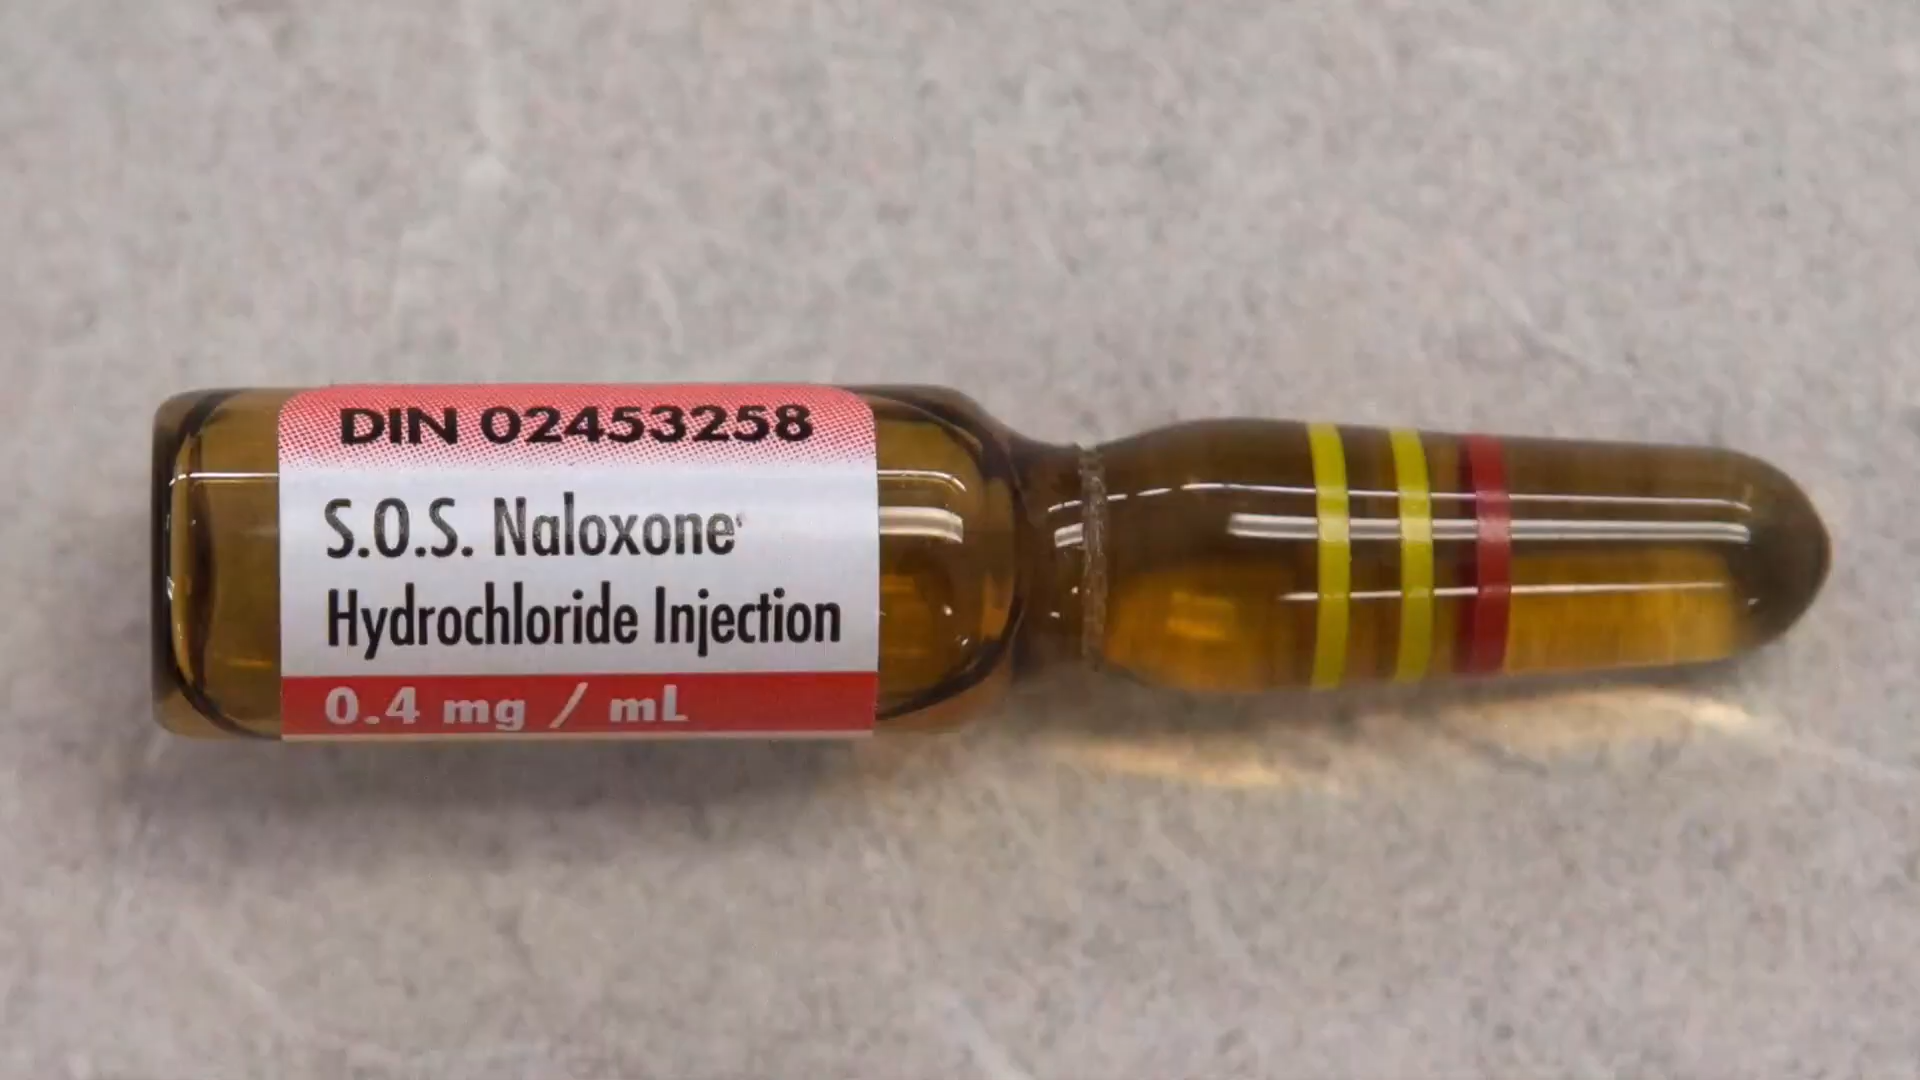 DIN 02453258
S.O.S. Naloxone
Hydrochloride Injection
0.4 mg / mL